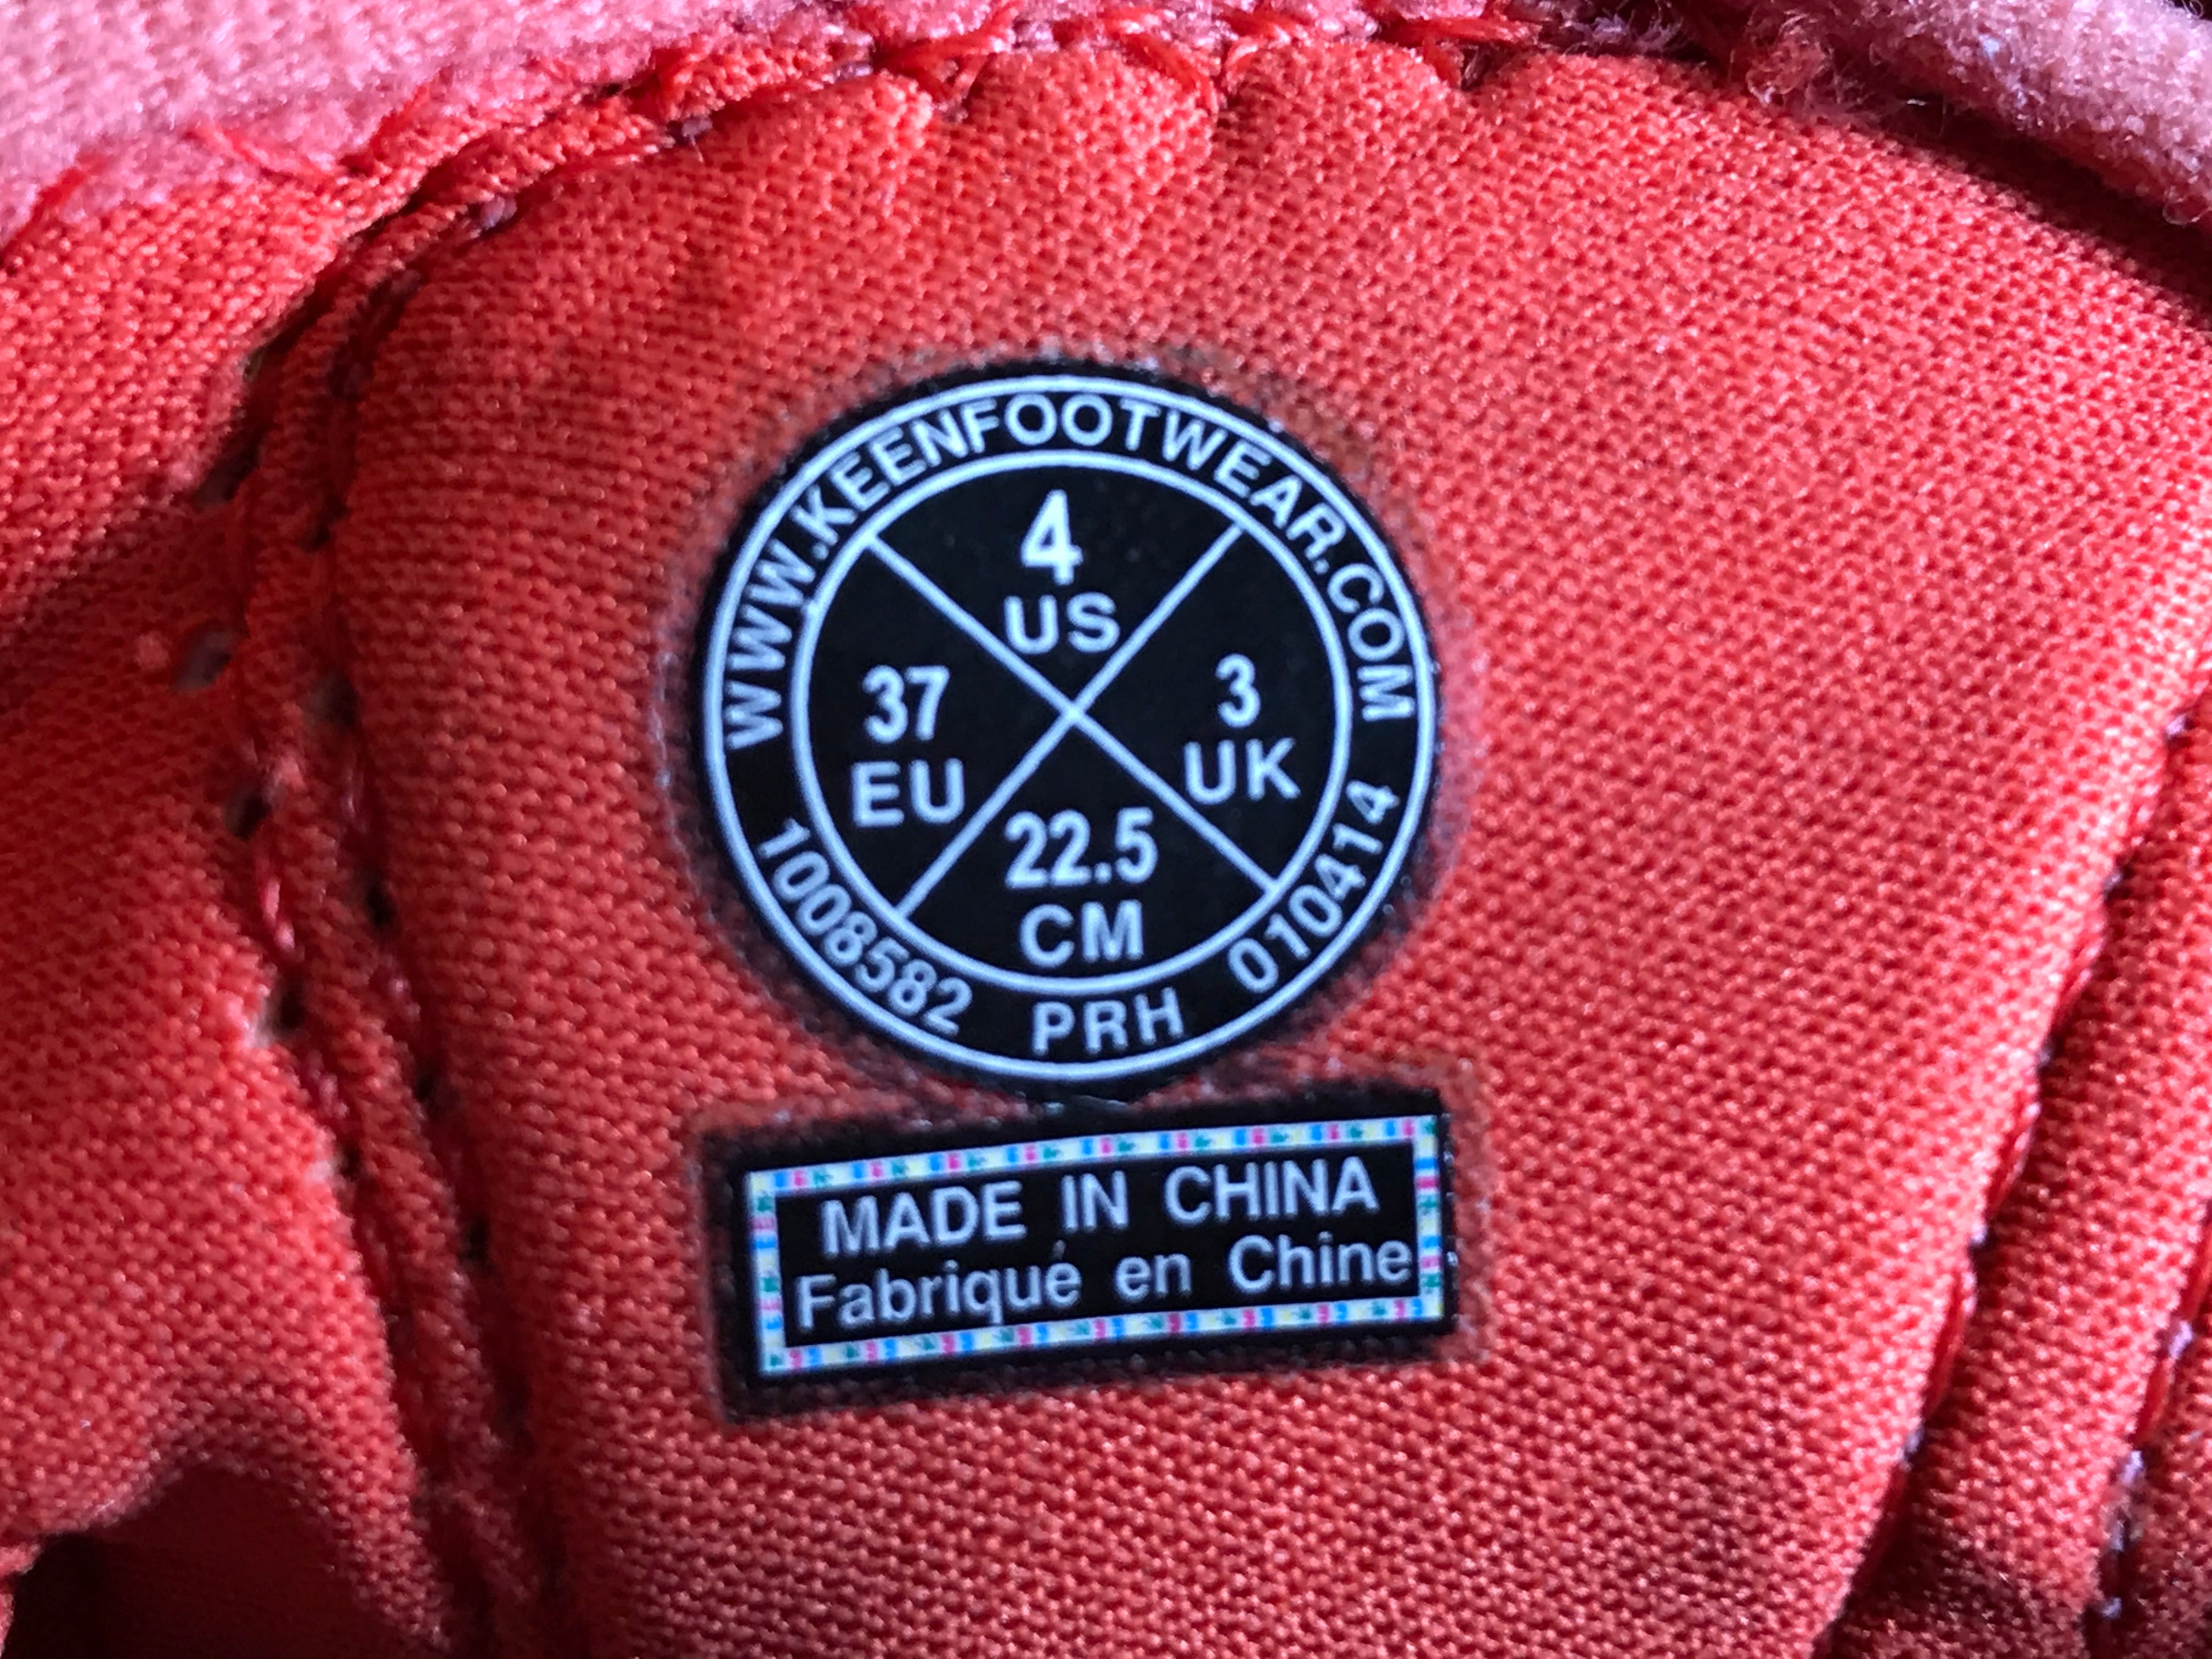 WWW.KEENFOOTWEAR.COM
4
US
37
EU
3
UK
22.5
CM
1008582 PRH 010414
MADE IN CHINA
Fabriqué en Chine